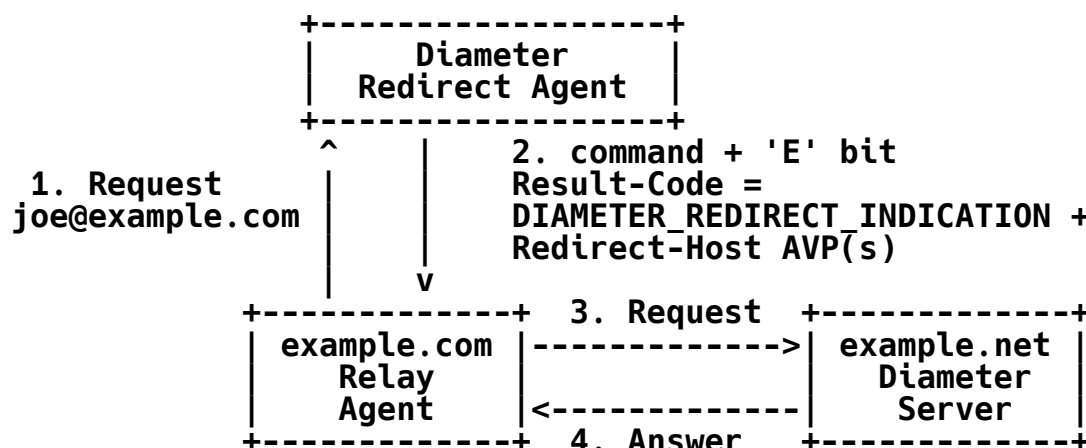 Diameter
Redirect Agent
2. command + 'E' bit
1. Request Result-Code =
joe@example.com DIAMETER_REDIRECT_INDICATION +
Redirect-Host AVP(s)
3. Request
example.com example.net
Relay Diameter
Agent Server
4. Answer